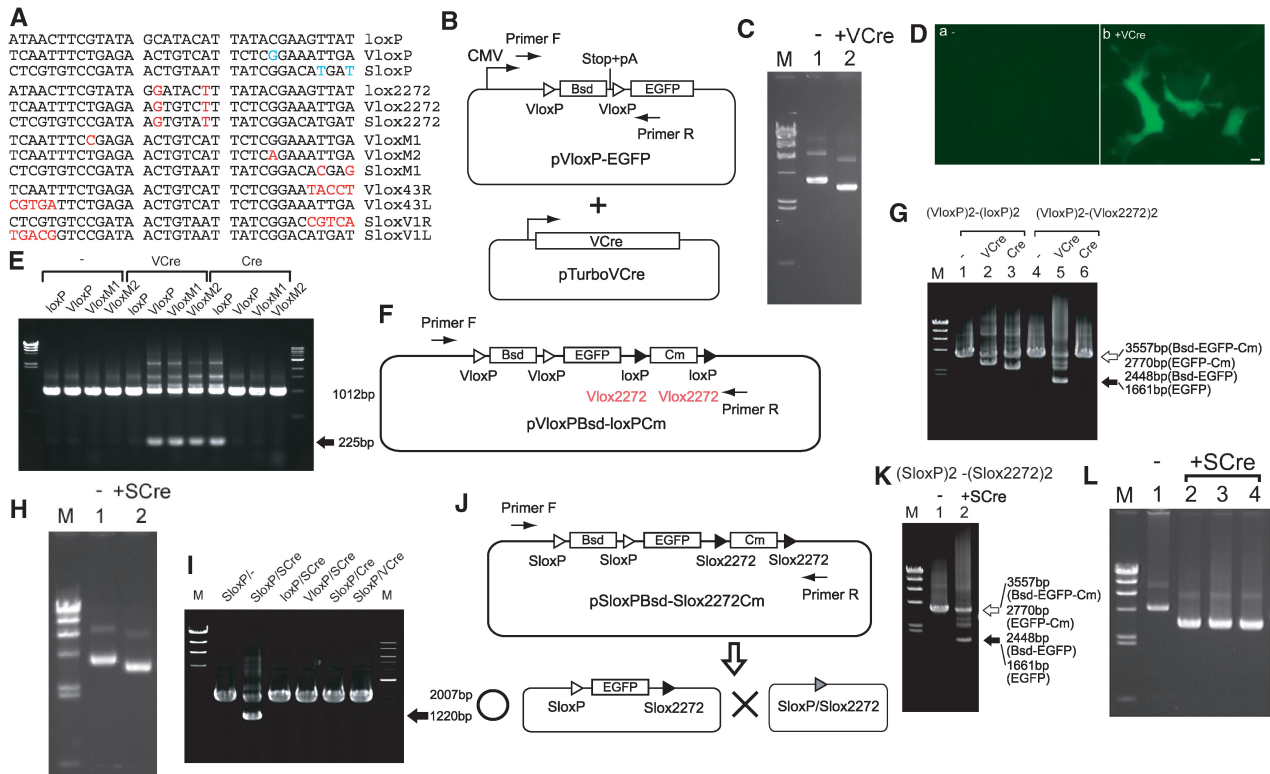 A
ATAACTTCGTATA GCATACAT TATACGAAGTTAT loxP
TCAATTTCTGAGA ACTGTCAT TCTCGGAAATTGA VloxP
CTCGTGTCCGATA ACTGTAAT TATCGGACATGAT SloxP
ATAACTTCGTATA GGATACTT TATACGAAGTTAT lox2272
TCAATTTCTGAGA AGTGTCTT TCTCGGAAATTGA Vlox2272
CTCGTGTCCGATA AGTGTATT TATCGGACATGAT Slox2272
TCAATTTCCGAGA ACTGTCAT TCTCGGAAATTGA VloxM1
TCAATTTCTGAGA ACTGTCAT TCTCAGAAATTGA VloxM2
CTCGTGTCCGATA ACTGTAAT TATCGGACACGAG SloxM1
TCAATTTCTGAGA ACTGTCAT TCTCGGAATACCT Vlox43R
CGTGATTCTGAGA ACTGTCAT TCTCGGAAATTGA Vlox43L
CTCGTGTCCGATA ACTGTAAT TATCGGACCGTCA SloxV1R
TGACGGTCCGATA ACTGTAAT TATCGGACATGAT SloxV1L
B
Primer F
CMV
Stop+pA
Bsd
EGFP
VloxP
VloxP
Primer R
pVloxP-EGFP
+
VCre
pTurboVCre
C
- +VCre
M 1 2
D
a -
b +VCre
E
- VCre Cre
loxP VloxP VloxM1 VloxM2 loxP VloxP VloxM1 VloxM2 loxP VloxP VloxM1 VloxM2
1012bp
225bp
F
Primer F
Bsd EGFP Cm
VloxP VloxP loxP loxP
Vlox2272 Vlox2272
Primer R
pVloxPBsd-loxPCm
G
(VloxP)2-(loxP)2 (VloxP)2-(Vlox2272)2
- VCre Cre - VCre Cre
M 1 2 3 4 5 6
3557bp(Bsd-EGFP-Cm)
2770bp(EGFP-Cm)
2448bp(Bsd-EGFP)
1661bp(EGFP)
H
- +SCre
M 1 2
I
M SloxP/- SloxP/SCre loxP/SCre VloxP/SCre SloxP/Cre SloxP/VCre M
2007bp
1220bp
J
Primer F
Bsd EGFP Cm
SloxP SloxP Slox2272 Slox2272
Primer R
pSloxPBsd-Slox2272Cm
EGFP
SloxP Slox2272
SloxP/Slox2272
K
(SloxP)2 -(Slox2272)2
- +SCre
M 1 2
3557bp
(Bsd-EGFP-Cm)
2770bp
(EGFP-Cm)
2448bp
(Bsd-EGFP)
1661bp
(EGFP)
L
- +SCre
M 1 2 3 4